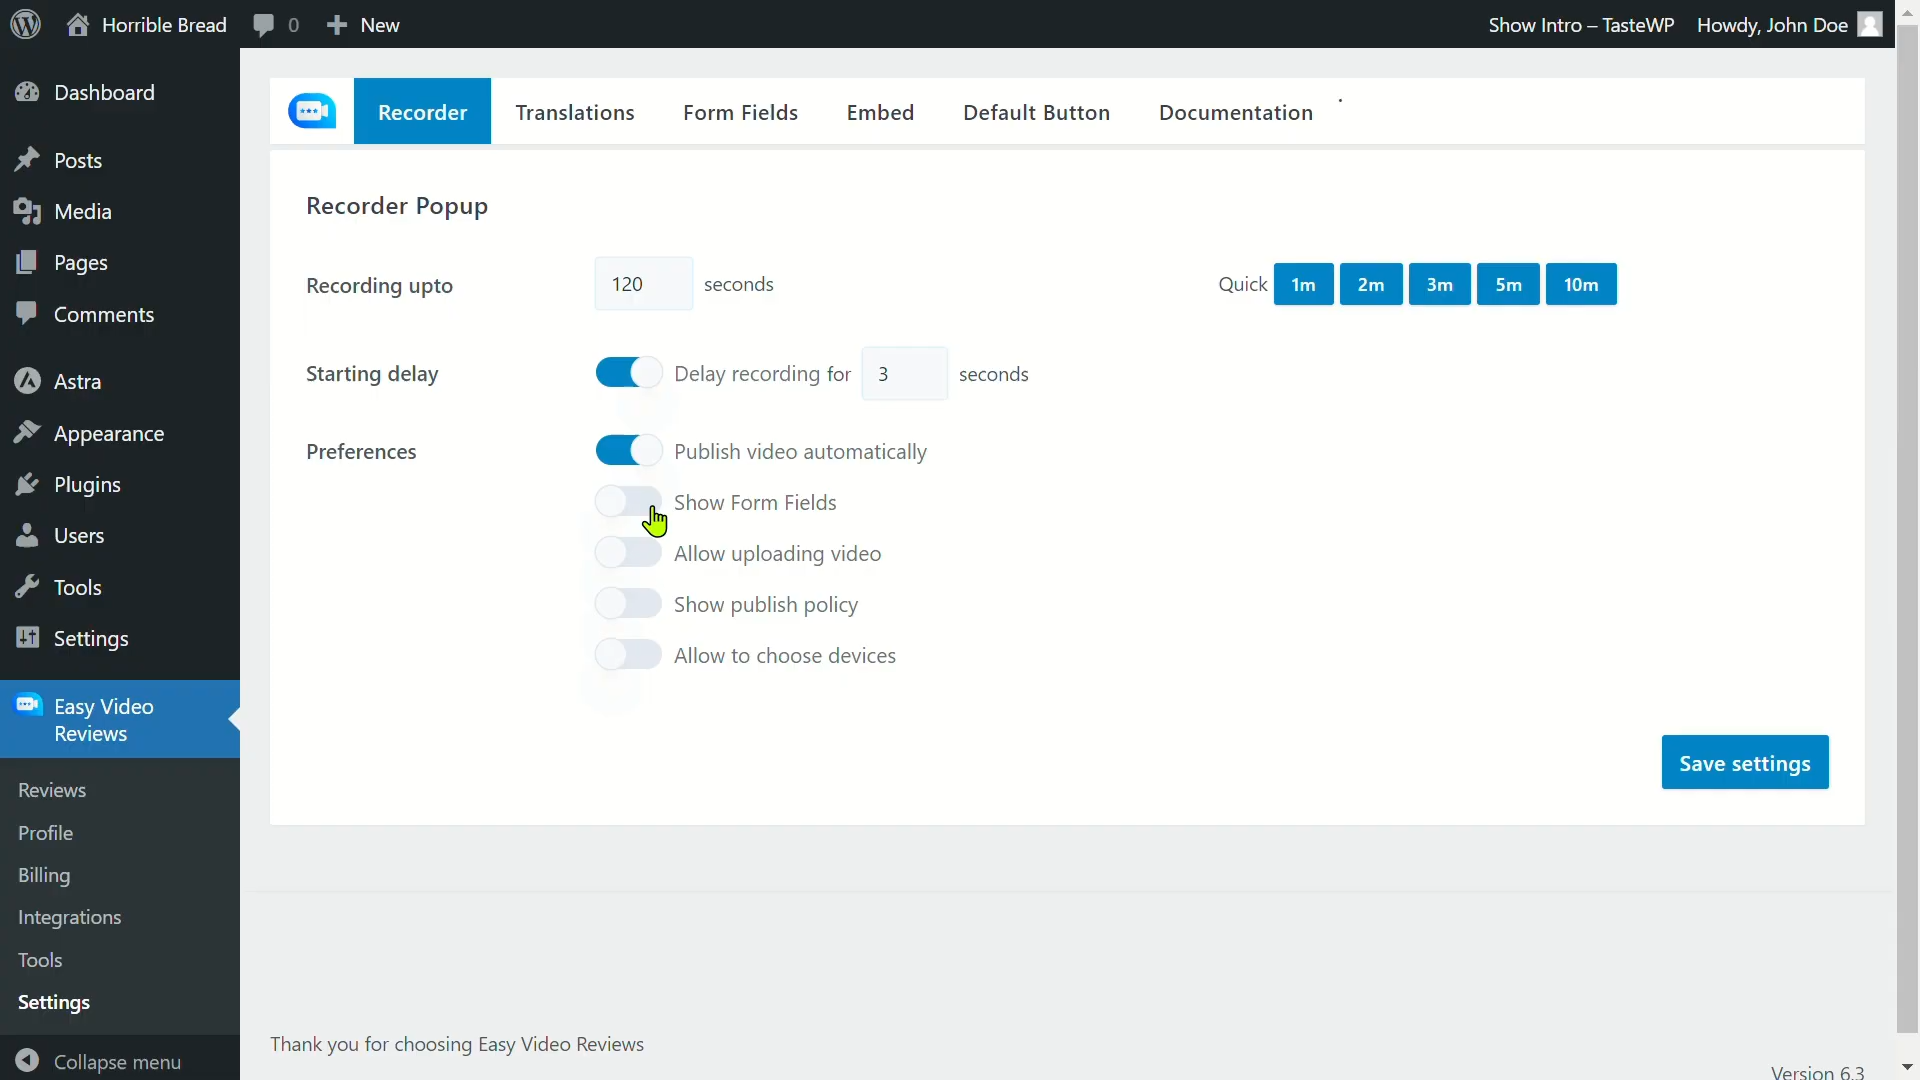 Horrible Bread
0
New
Show Intro – TasteWP
Howdy, John Doe
Dashboard
Posts
Media
Pages
Comments
Astra
Appearance
Plugins
Users
Tools
Settings
Easy Video
Reviews
Reviews
Profile
Billing
Integrations
Tools
Settings
Collapse menu
Recorder
Translations
Form Fields
Embed
Default Button
Documentation
Recorder Popup
Recording upto
120
seconds
Quick
1m
2m
3m
5m
10m
Starting delay
Delay recording for
3
seconds
Preferences
Publish video automatically
Show Form Fields
Allow uploading video
Show publish policy
Allow to choose devices
Save settings
Thank you for choosing Easy Video Reviews
Version 6.3